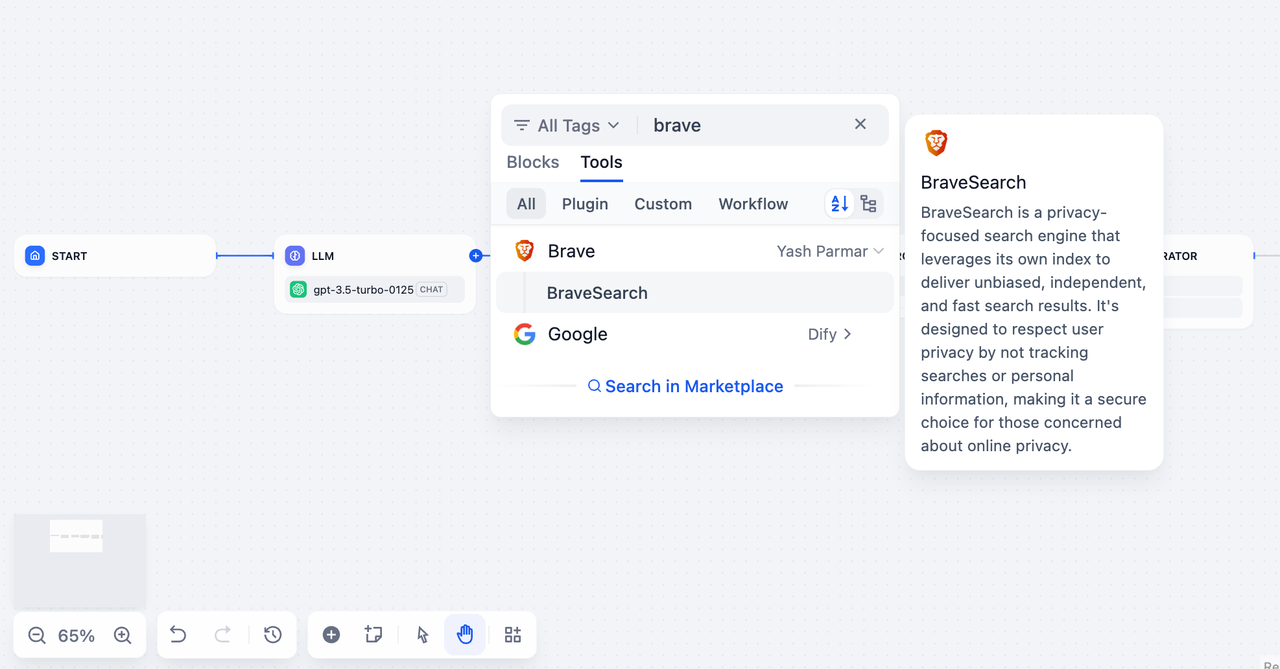 All Tags
brave
Blocks
Tools
All
Plugin
Custom
Workflow
Brave
Yash Parmar
BraveSearch
Google
Dify
Search in Marketplace
BraveSearch
BraveSearch is a privacy-
focused search engine that
leverages its own index to
deliver unbiased, independent,
and fast search results. It's
designed to respect user
privacy by not tracking
searches or personal
information, making it a secure
choice for those concerned
about online privacy.
START
LLM
gpt-3.5-turbo-0125
CHAT
RATOR
65%
Re